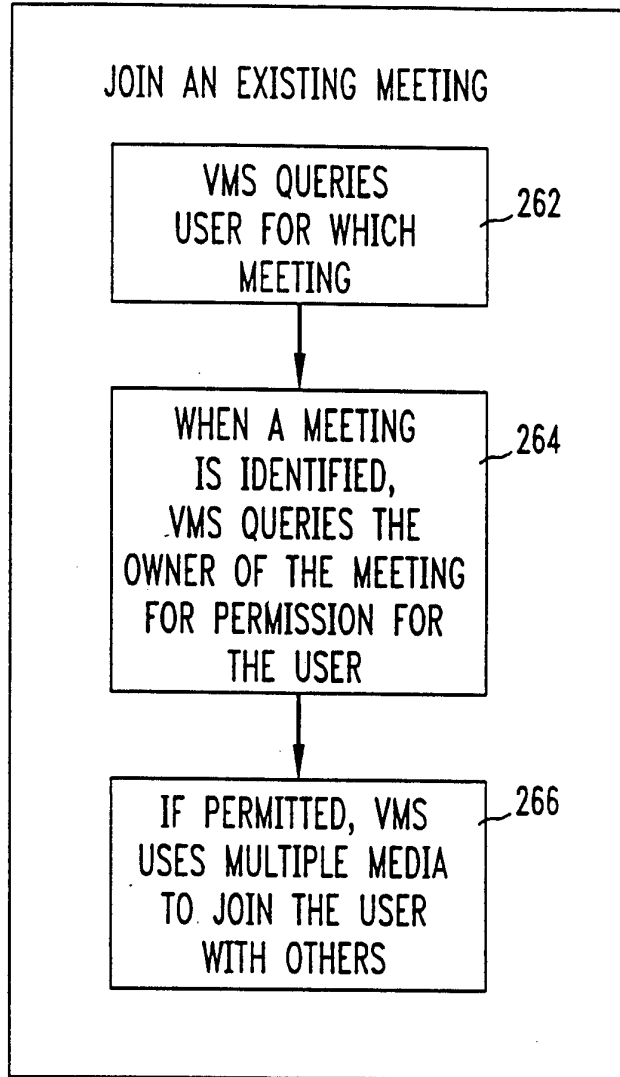 JOIN AN EXISTING MEETING
VMS QUERIES
USER FOR WHICH
MEETING
262
WHEN A MEETING
IS IDENTIFIED,
VMS QUERIES THE
OWNER OF THE MEETING
FOR PERMISSION FOR
THE USER
264
IF PERMITTED, VMS
USES MULTIPLE MEDIA
TO JOIN THE USER
WITH OTHERS
266